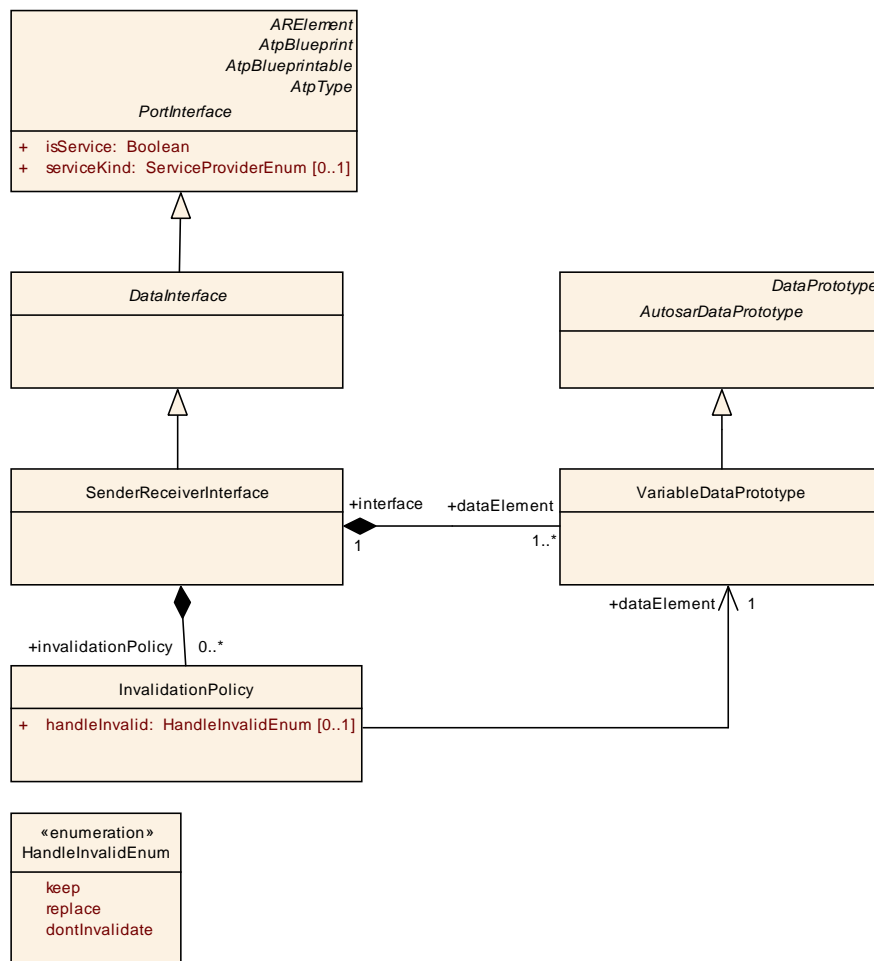 ARElement
AtpBlueprint
AtpBlueprintable
AtpType
PortInterface
+ isService: Boolean
+ serviceKind: ServiceProviderEnum [0..1]
DataInterface
DataPrototype
AutosarDataPrototype
SenderReceiverInterface
+interface
+dataElement
1
1..*
VariableDataPrototype
+dataElement
1
+invalidationPolicy
0..*
InvalidationPolicy
+ handleInvalid: HandleInvalidEnum [0..1]
«enumeration»
HandleInvalidEnum
keep
replace
dontInvalidate